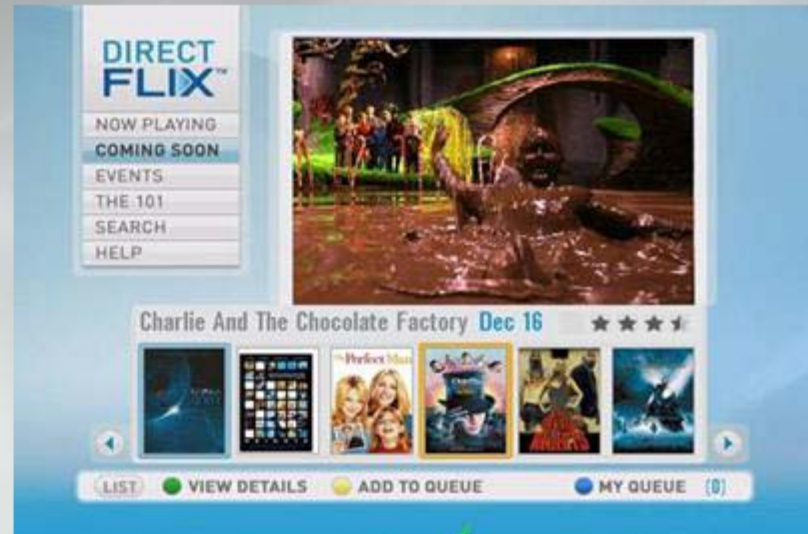 DIRECT
FLIX™
NOW PLAYING
COMING SOON
EVENTS
THE 101
SEARCH
HELP
Charlie And The Chocolate Factory Dec 16
The Perfect Man
LIST VIEW DETAILS ADD TO QUEUE MY QUEUE [0]